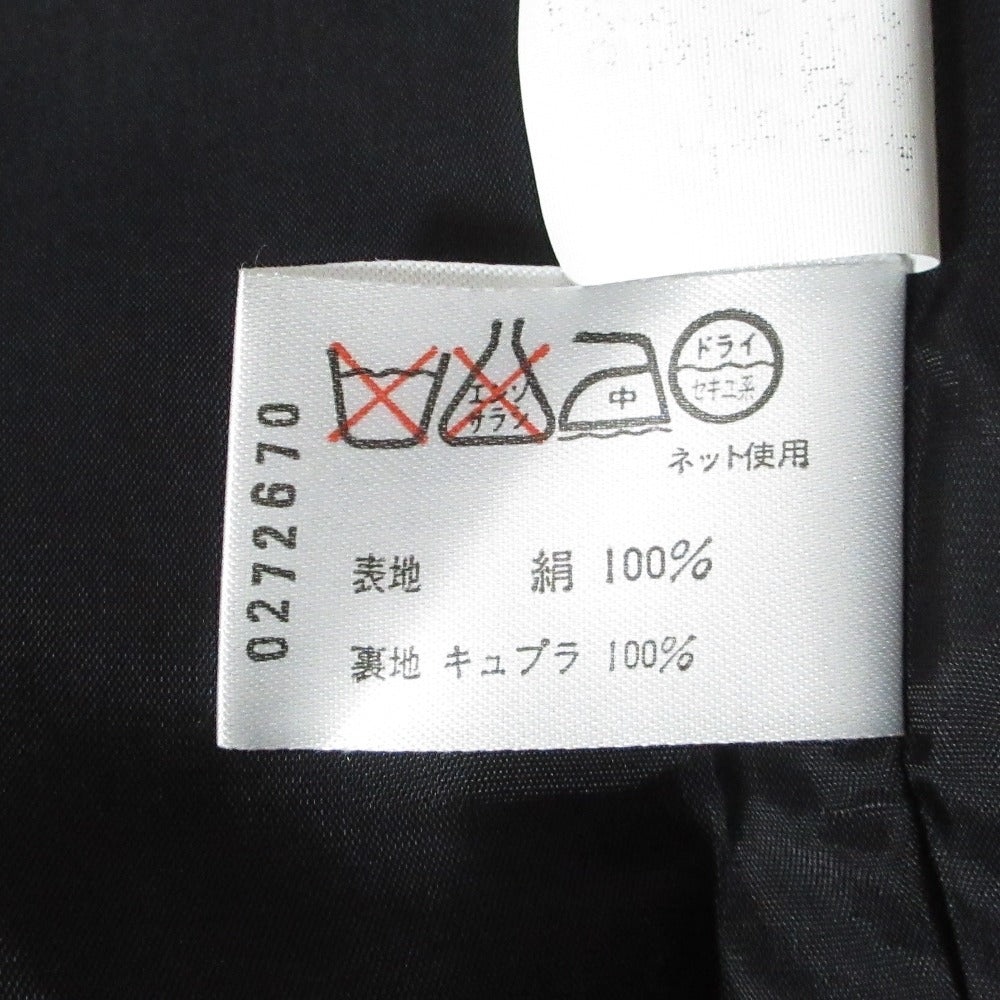 エンソ
サラシ
中
ドライ
セキユ系
ネット使用
表地 絹 100%
裏地 キュプラ 100%
0272670